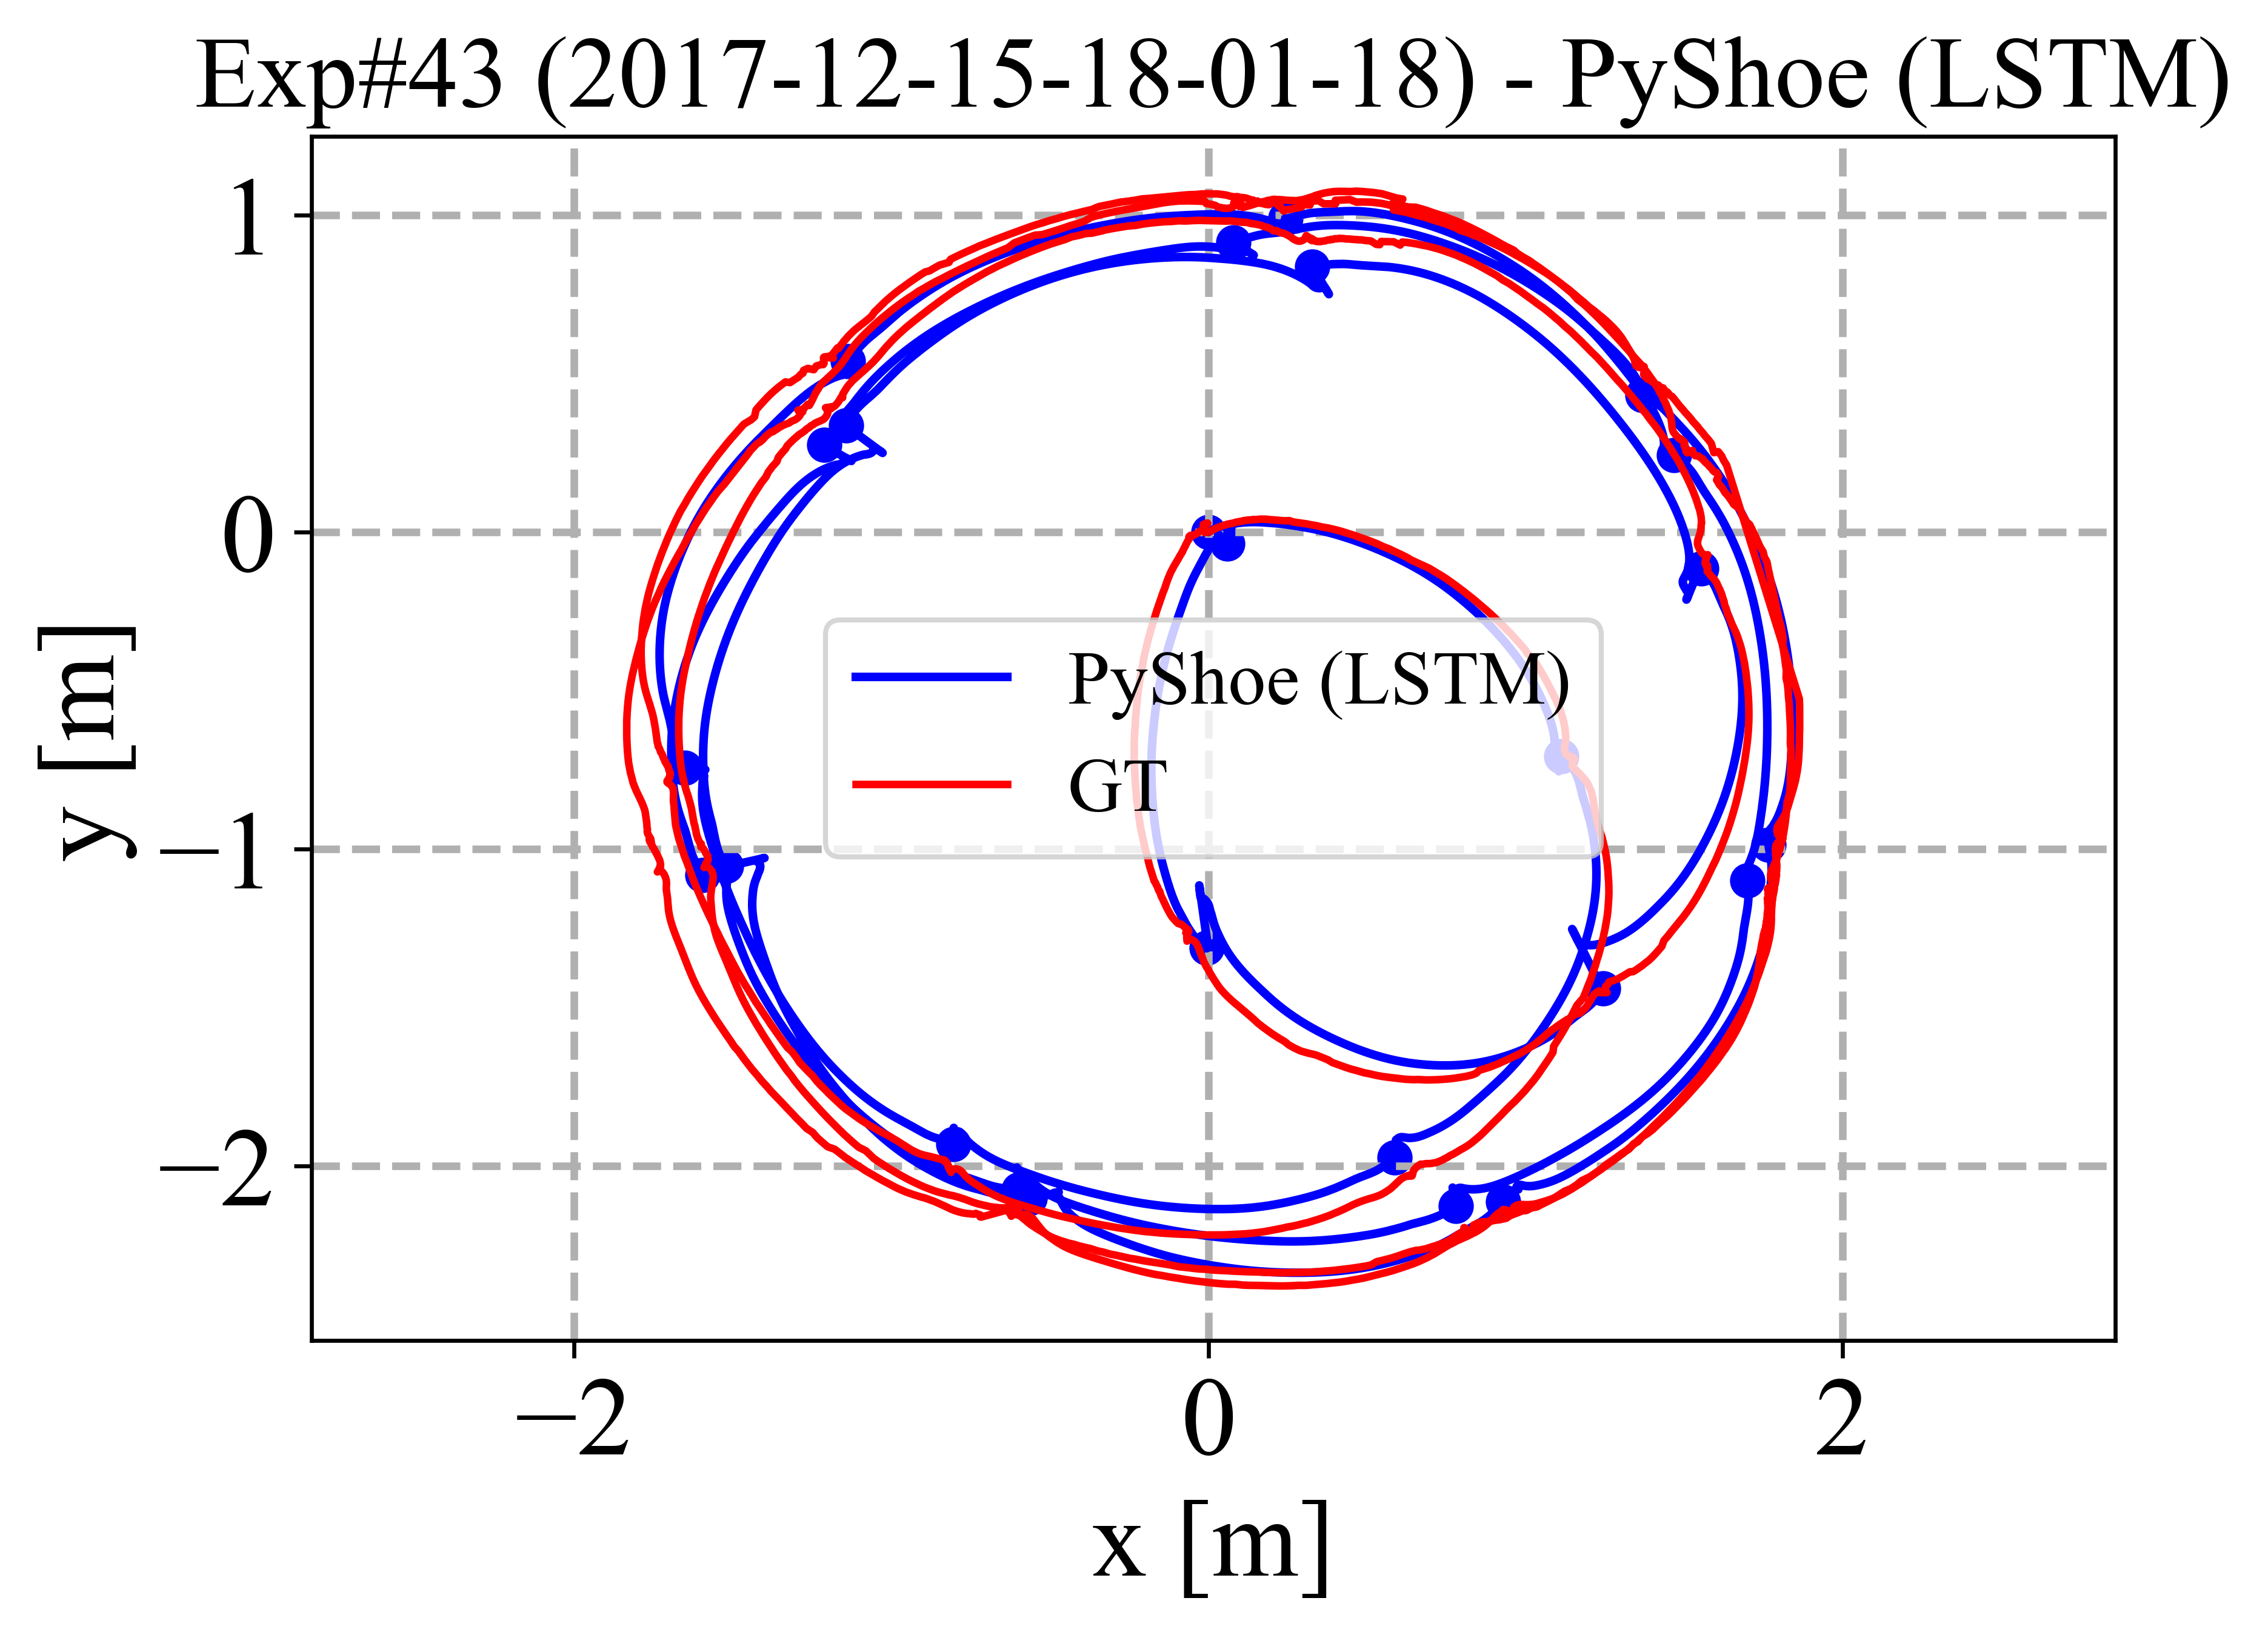 Exp#43 (2017-12-15-18-01-18) - PyShoe (LSTM)
1
0
−1
−2
y [m]
PyShoe (LSTM)
GT
−2
0
2
x [m]